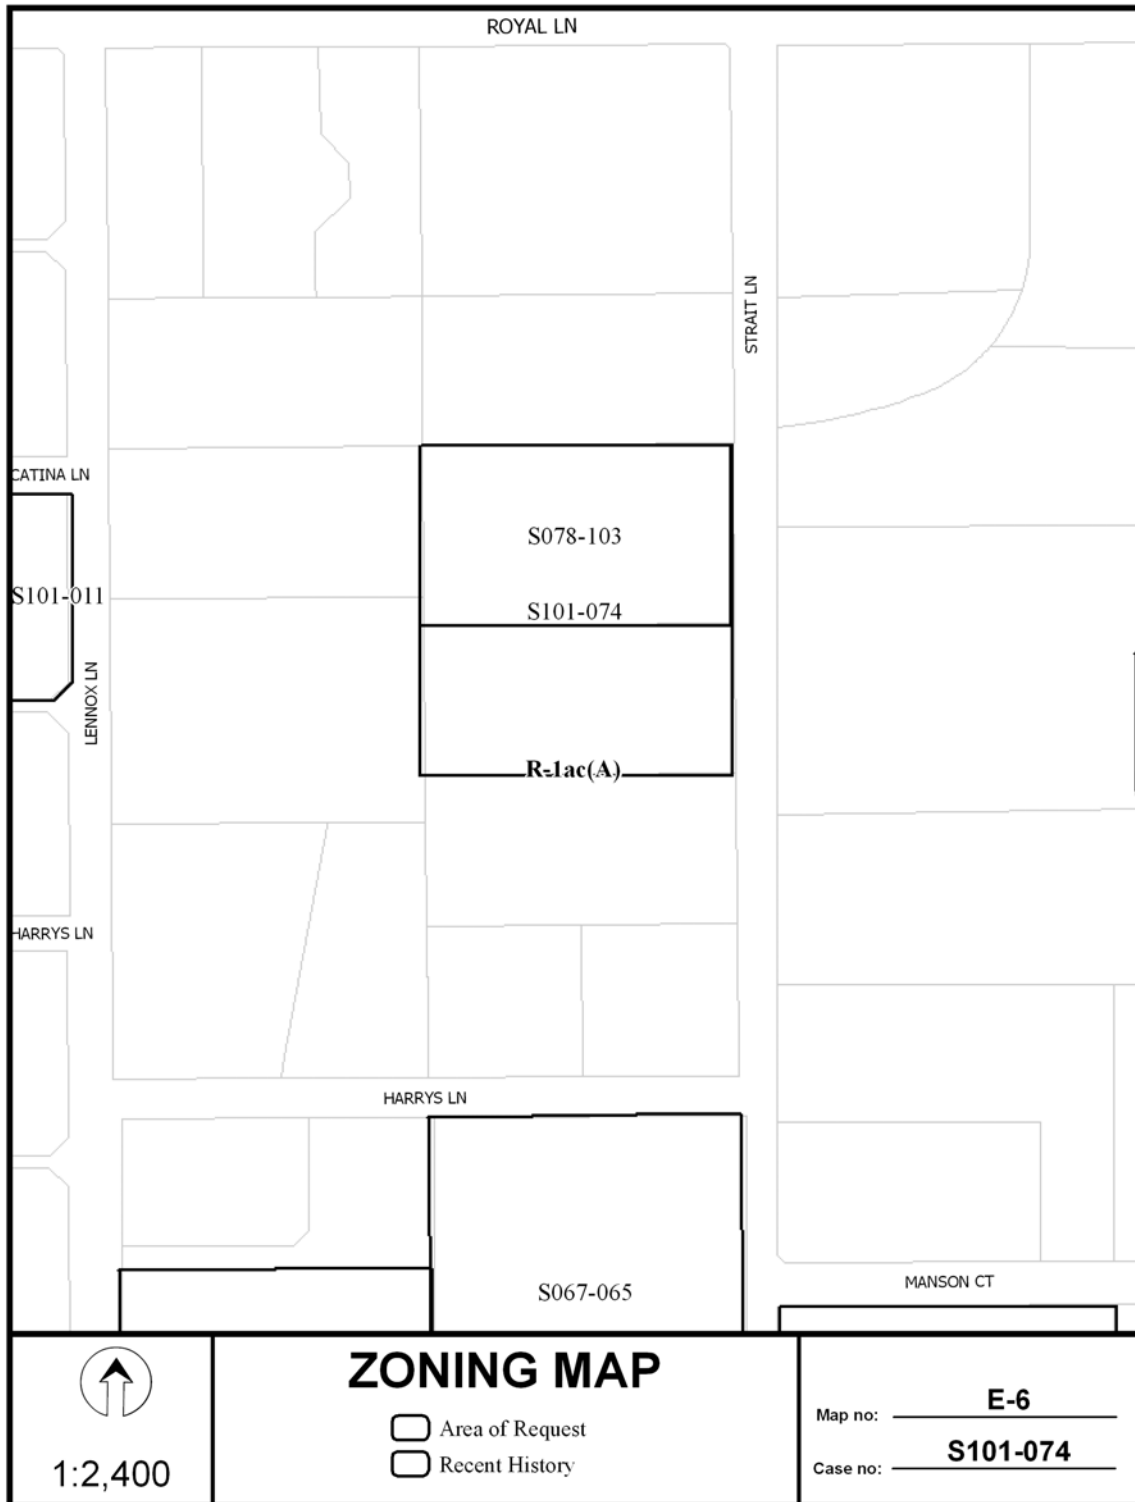 ROYAL LN
STRAIT LN
CATINA LN
S078-103
S101-011
S101-074
LENNOX LN
R-1ac(A)
HARRYS LN
HARRYS LN
MANSON CT
S067-065
ZONING MAP
Area of Request
Recent History
1:2,400
Map no: E-6
Case no: S101-074